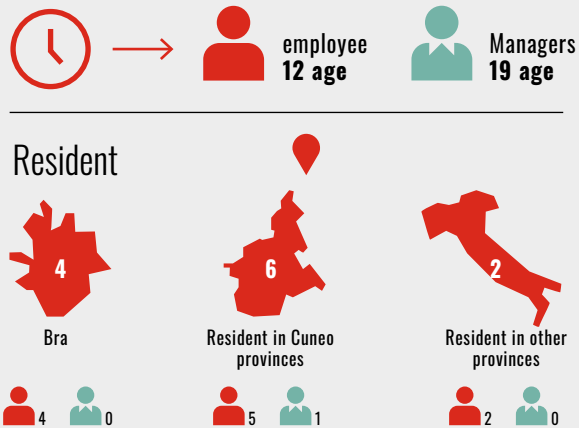 employee
12 age
Managers
19 age
Resident
4
6
2
Bra
Resident in Cuneo
provinces
Resident in other
provinces
4
0
5
1
2
0